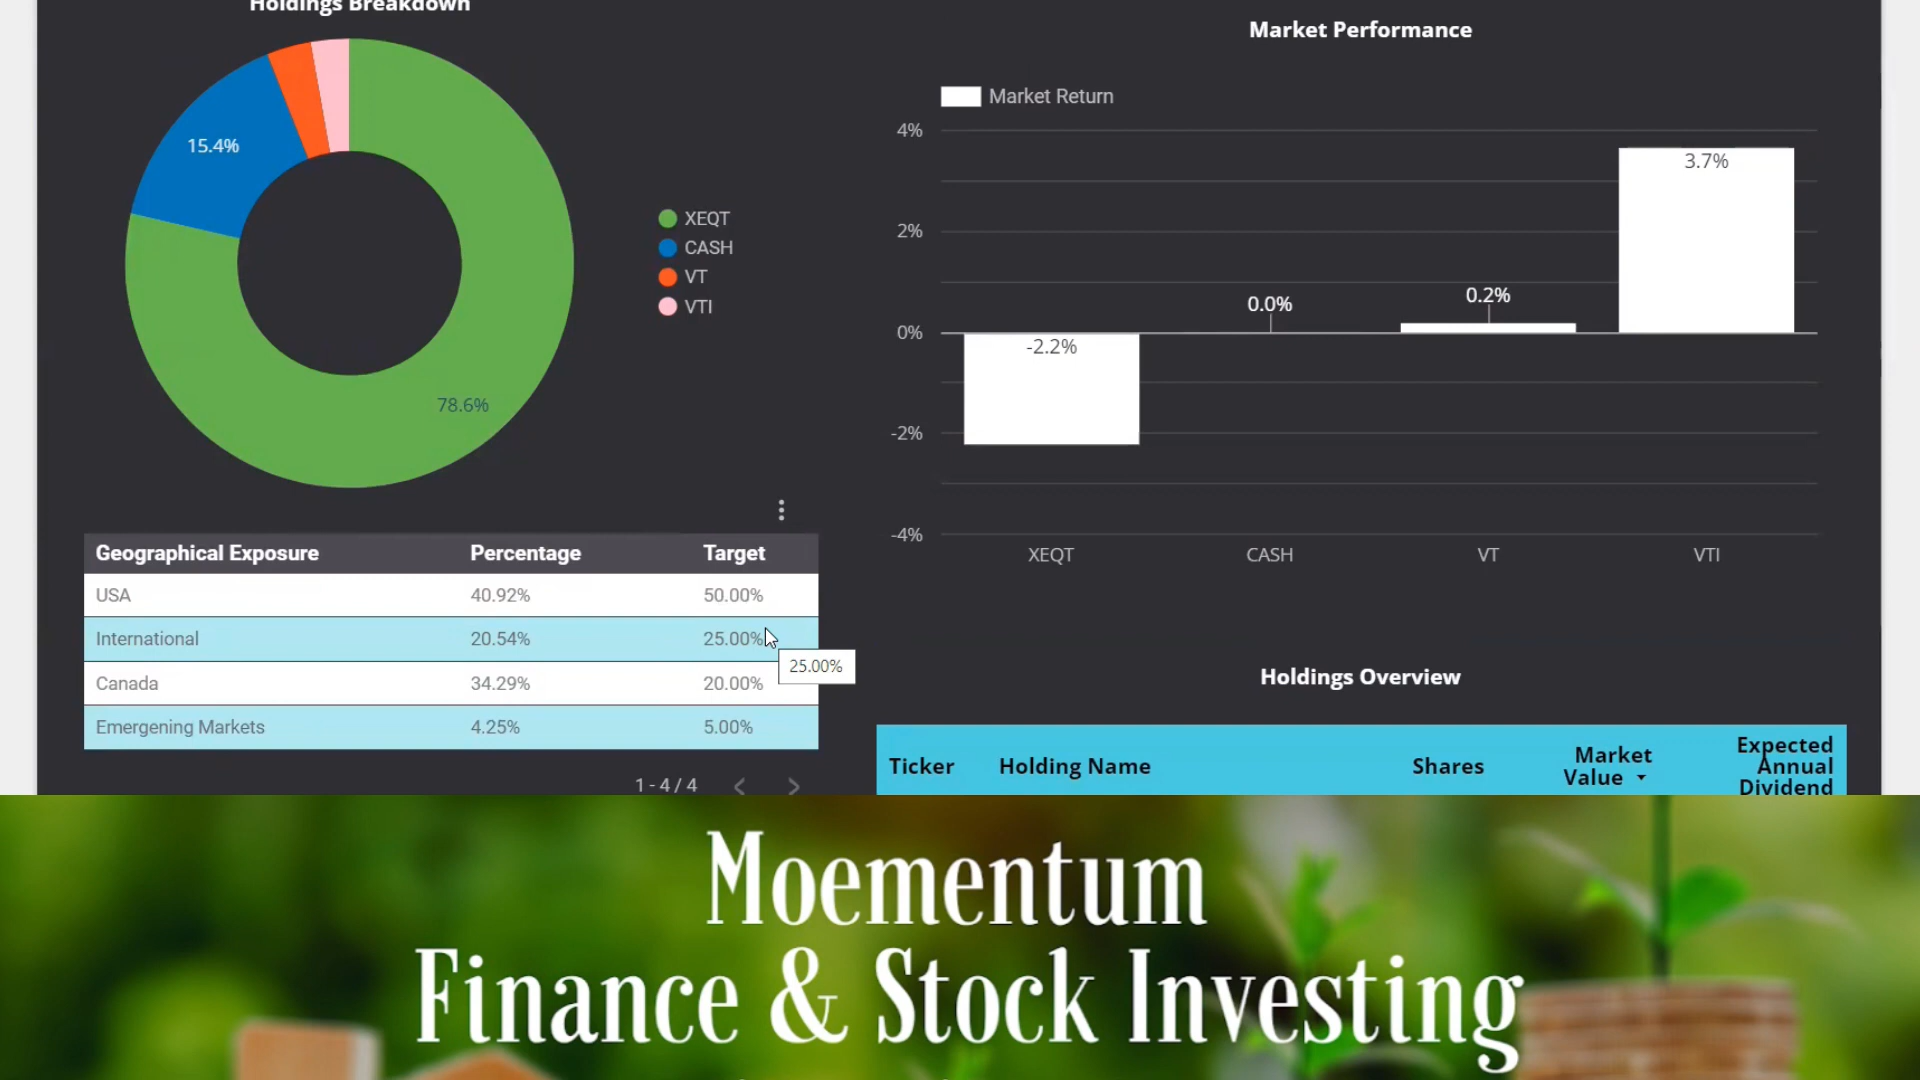 Holdings Breakdown
15.4%
78.6%
XEQT
CASH
VT
VTI
Market Performance
Market Return
4%
2%
0%
-2%
-4%
-2.2%
0.0%
0.2%
3.7%
XEQT
CASH
VT
VTI
Geographical Exposure Percentage Target
USA 40.92% 50.00%
International 20.54% 25.00%
25.00%
Canada 34.29% 20.00%
Emergening Markets 4.25% 5.00%
1 - 4 / 4
Holdings Overview
Ticker Holding Name Shares Market Value Expected Annual Dividend
Moementum
Finance & Stock Investing